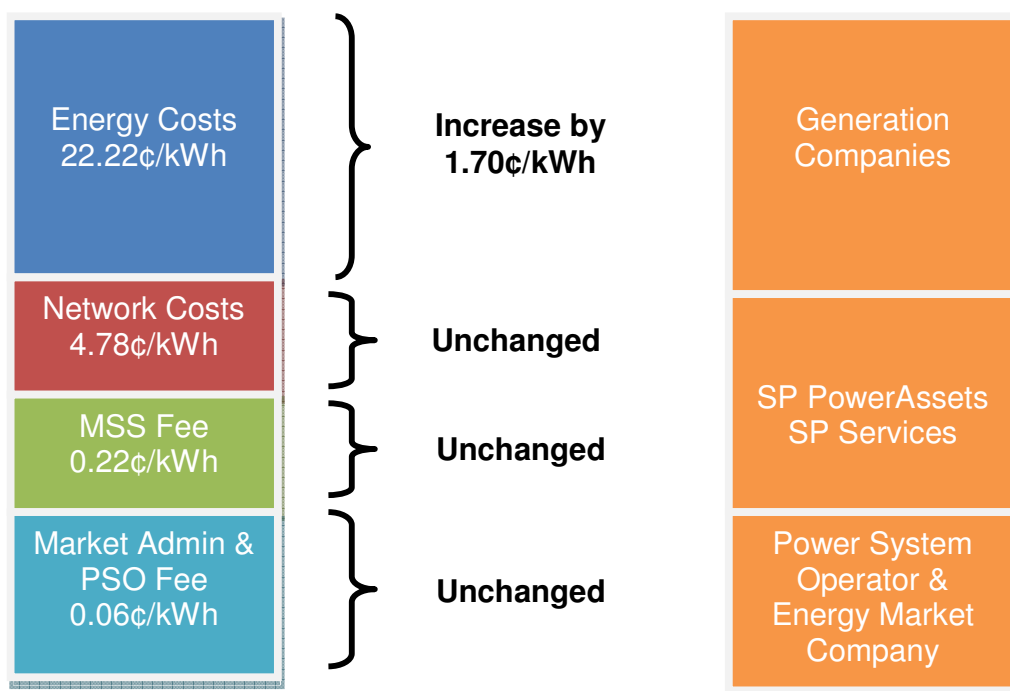 Energy Costs
22.22¢/kWh
Increase by
1.70¢/kWh
Generation
Companies
Network Costs
4.78¢/kWh
Unchanged
SP PowerAssets
SP Services
MSS Fee
0.22¢/kWh
Unchanged
Market Admin &
PSO Fee
0.06¢/kWh
Unchanged
Power System
Operator &
Energy Market
Company